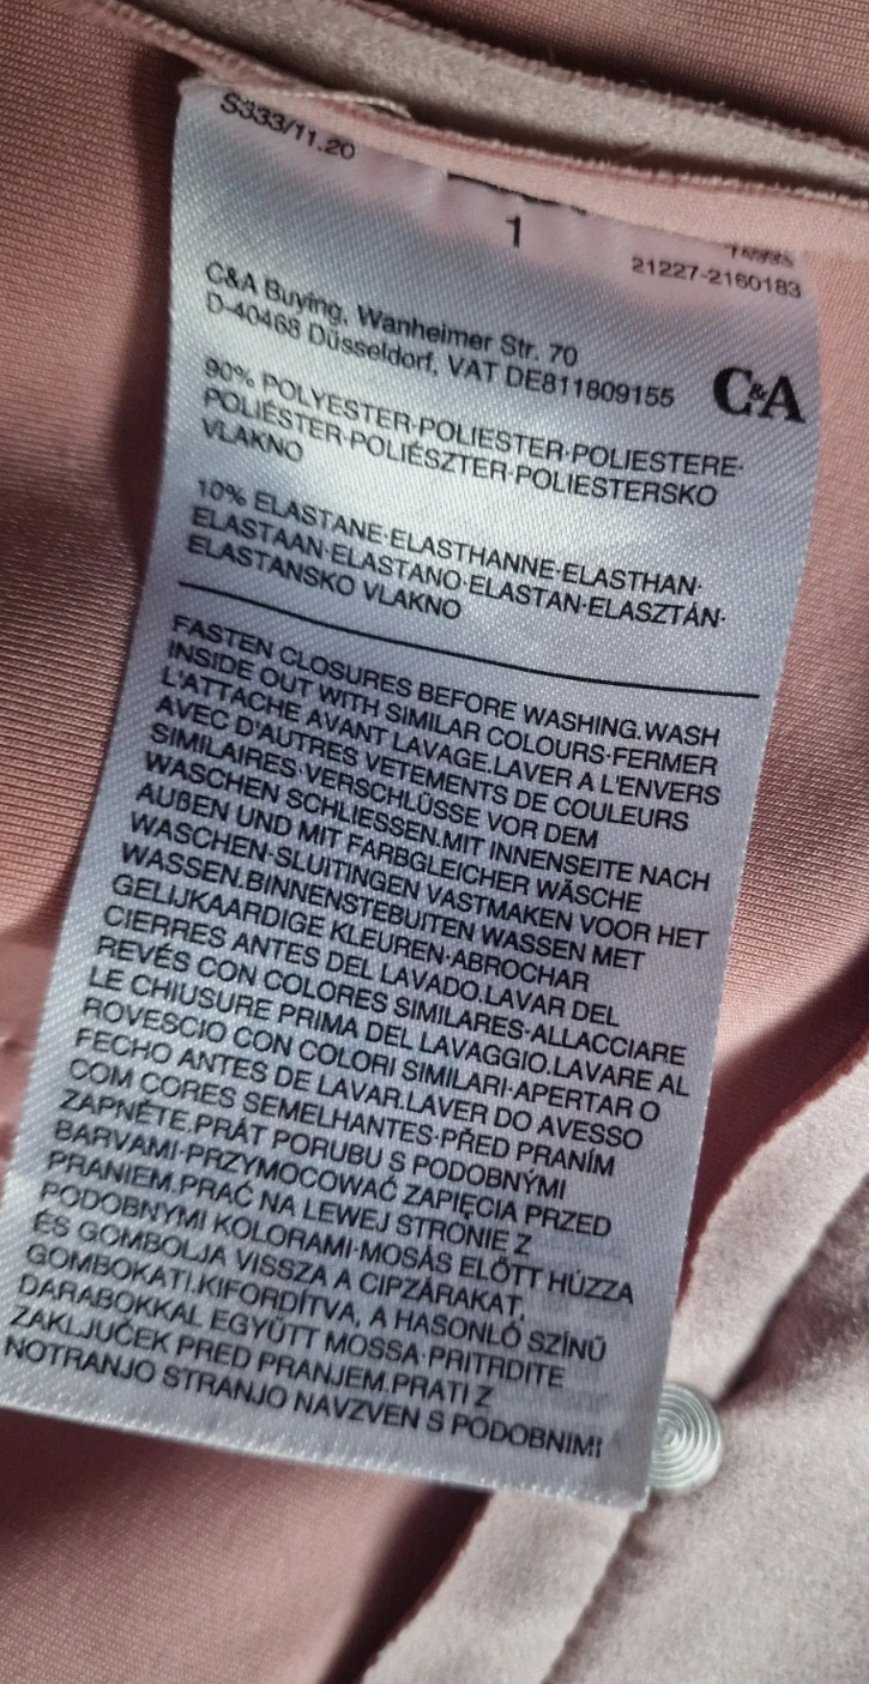 S333/11.20
1
21227-2160183
C&A Buying, Wanheimer Str. 70
D-40468 Düsseldorf, VAT DE811809155
C&A
90% POLYESTER·POLIESTER·POLIESTERE·
POLIÉSTER·POLIÉSZTER·POLIESTERSKO
VLAKNO
10% ELASTANE·ELASTHANNE·ELASTHAN·
ELASTAAN·ELASTANO·ELASTAN·ELASZTÁN·
ELASTANSKO VLAKNO
FASTEN CLOSURES BEFORE WASHING.WASH
INSIDE OUT WITH SIMILAR COLOURS·FERMER
L'ATTACHE AVANT LAVAGE.LAVER A L'ENVERS
AVEC D'AUTRES VETEMENTS DE COULEURS
SIMILAIRES·VERSCHLÜSSE VOR DEM
WASCHEN SCHLIESSEN.MIT INNENSEITE NACH
AUßEN UND MIT FARBGLEICHER WÄSCHE
WASCHEN·SLUITINGEN VASTMAKEN VOOR HET
WASSEN.BINNENSTEBUITEN WASSEN MET
GELIJKAARDIGE KLEUREN·ABROCHAR
CIERRES ANTES DEL LAVADO.LAVAR DEL
REVÉS CON COLORES SIMILARES·ALLACCIARE
LE CHIUSURE PRIMA DEL LAVAGGIO.LAVARE AL
ROVESCIO CON COLORI SIMILARI·APERTAR O
FECHO ANTES DE LAVAR.LAVER DO AVESSO
COM CORES SEMELHANTES·PŘED PRANÍM
ZAPNĚTE.PRÁT PORUBU S PODOBNÝMI
BARVAMI·PRZYMOCOWAĆ ZAPIĘCIA PRZED
PRANIEM.PRAĆ NA LEWEJ STRONIE Z
PODOBNYMI KOLORAMI·MOSÁS ELŐTT HÚZZA
ÉS GOMBOLJA VISSZA A CIPZÁRAKAT,
GOMBOKATI.KIFORDÍTVA, A HASONLÓ SZÍNŰ
DARABOKKAL EGYÜTT MOSSA·PRITRDITE
ZAKLJUČEK PRED PRANJEM.PRATI Z
NOTRANJO STRANJO NAVZVEN S PODOBNIMI